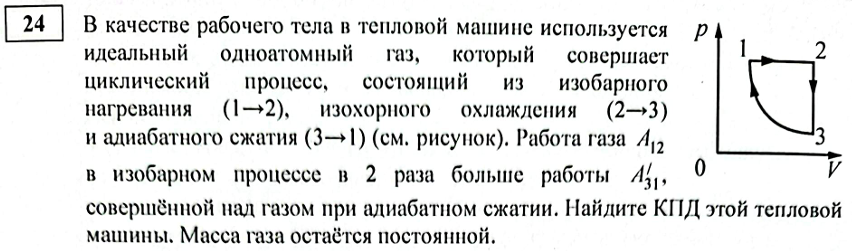 24
В качестве рабочего тела в тепловой машине используется
идеальный одноатомный газ, который совершает
циклический процесс, состоящий из изобарного
нагревания (1→2), изохорного охлаждения (2→3)
и адиабатного сжатия (3→1) (см. рисунок). Работа газа A₁₂
в изобарном процессе в 2 раза больше работы A′₃₁,
совершённой над газом при адиабатном сжатии. Найдите КПД этой тепловой
машины. Масса газа остаётся постоянной.
p
1
2
3
0
V